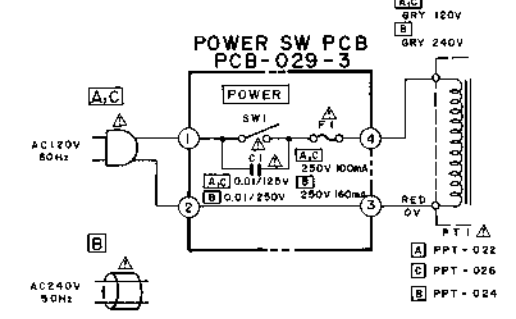 A,C
GRY 120V
B
GRY 240V
POWER SW PCB
PCB-029-3
A,C
POWER
SW1
F1
AC120V
60Hz
1
4
C1
A,C
250V 100mA
A,C 0.01/125V
B
B 0.01/250V
250V 160mA
2
3
RED
0V
PT1
B
A PPT-022
C PPT-026
B PPT-024
AC240V
50Hz